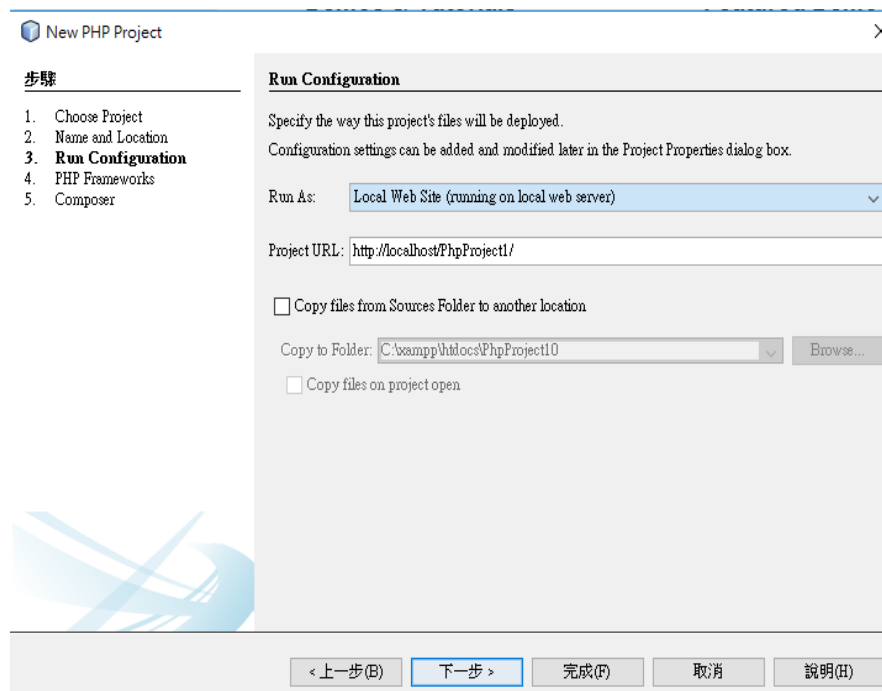 New PHP Project
步驟
1. Choose Project
2. Name and Location
3. Run Configuration
4. PHP Frameworks
5. Composer
Run Configuration
Specify the way this project's files will be deployed.
Configuration settings can be added and modified later in the Project Properties dialog box.
Run As: Local Web Site (running on local web server)
Project URL: http://localhost/PhpProject1/
Copy files from Sources Folder to another location
Copy to Folder: C:\xampp\htdocs\PhpProject10 Browse...
Copy files on project open
<上一步(B) 下一步> 完成(F) 取消 說明(H)